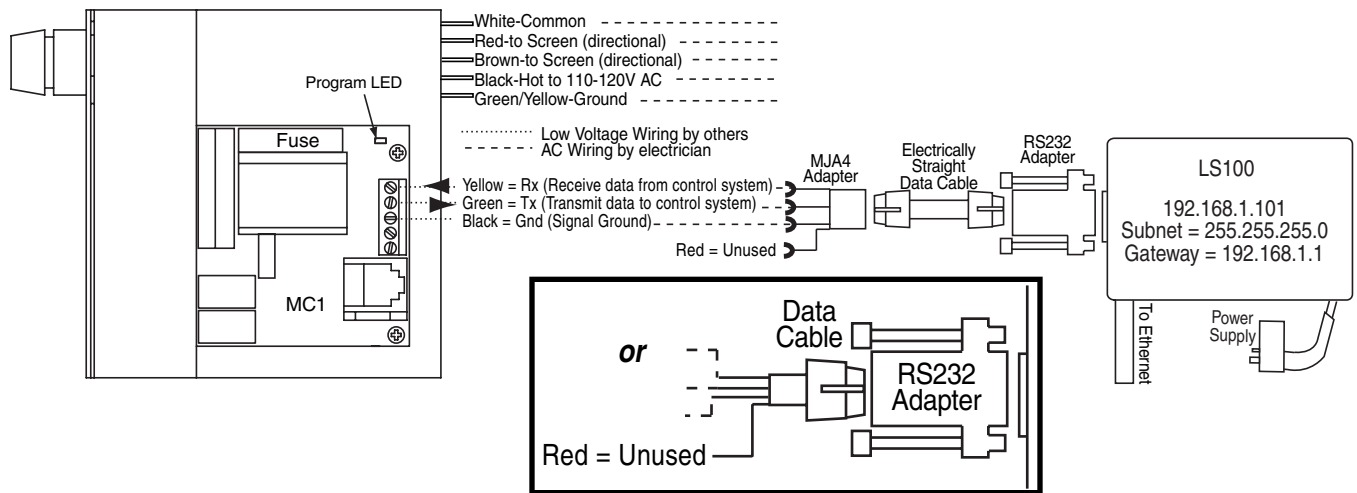 White-Common
Red-to Screen (directional)
Brown-to Screen (directional)
Black-Hot to 110-120V AC
Green/Yellow-Ground
Program LED
Fuse
MC1
Low Voltage Wiring by others
AC Wiring by electrician
Yellow = Rx (Receive data from control system)
Green = Tx (Transmit data to control system)
Black = Gnd (Signal Ground)
Red = Unused
MJA4
Adapter
Electrically
Straight
Data Cable
RS232
Adapter
LS100
192.168.1.101
Subnet = 255.255.255.0
Gateway = 192.168.1.1
To Ethernet
Power
Supply
or
Data
Cable
RS232
Adapter
Red = Unused